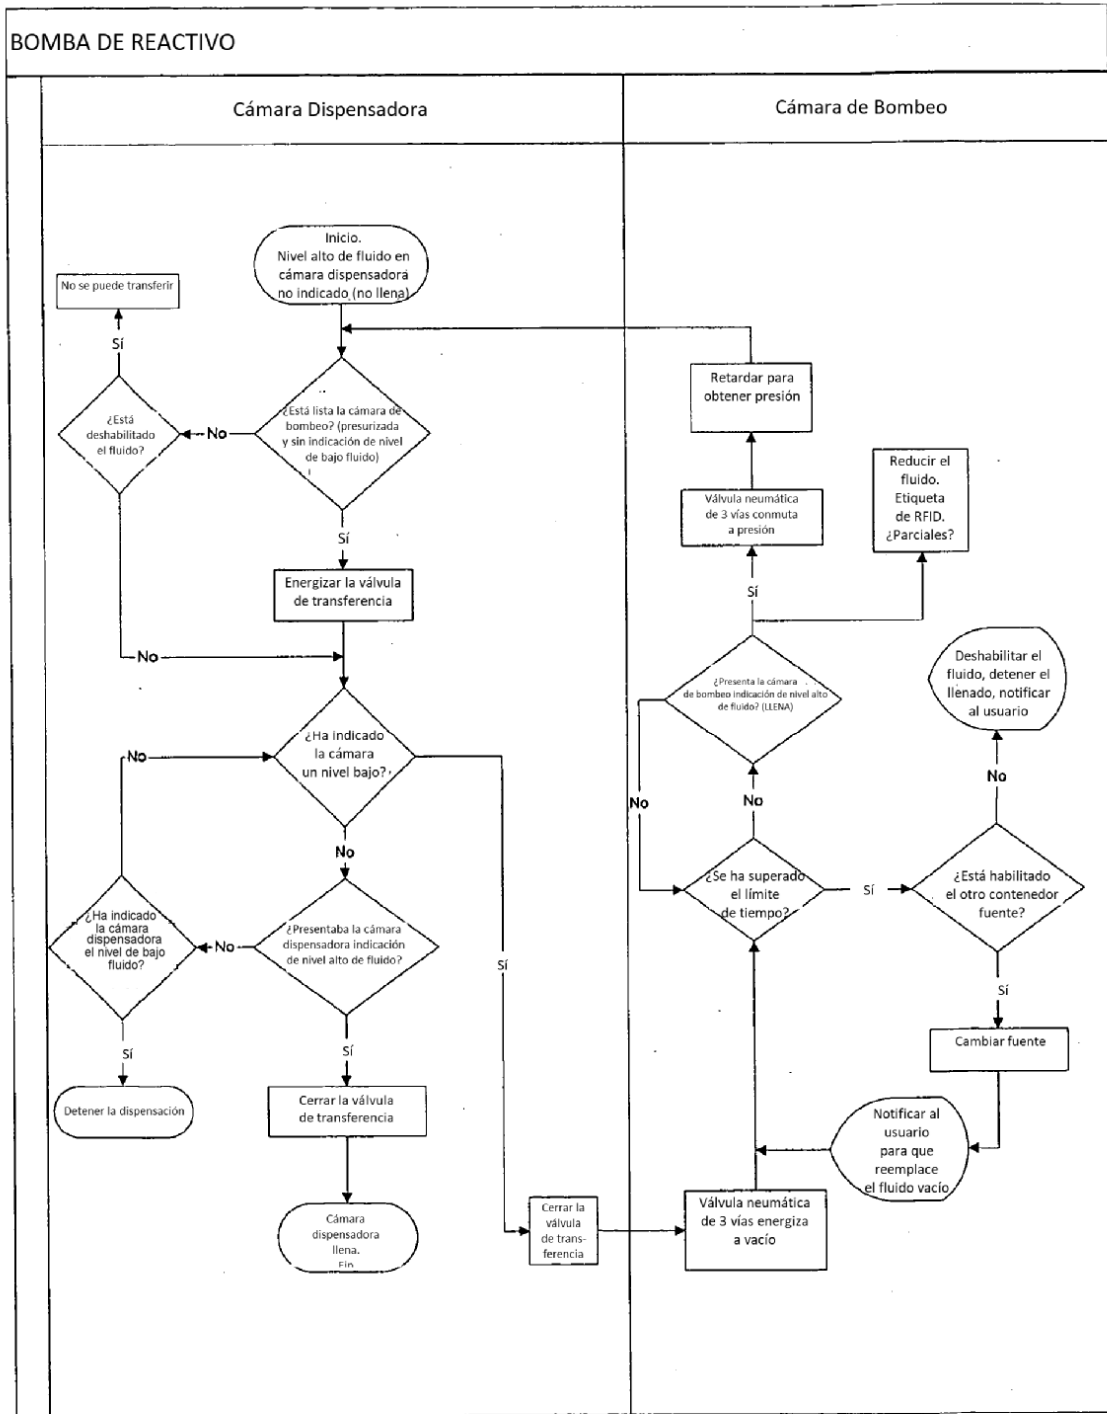 BOMBA DE REACTIVO
Cámara Dispensadora
Cámara de Bombeo
Inicio.
Nivel alto de fluido en
cámara dispensadora
no indicado (no llena)
No se puede transferir
Sí
¿Está
deshabilitado
el fluido?
No
¿Está lista la cámara de
bombeo? (presurizada
y sin indicación de nivel
de bajo fluido)
Sí
Energizar la válvula
de transferencia
No
¿Ha indicado
la cámara
un nivel bajo?
No
No
¿Presentaba la cámara
dispensadora indicación
de nivel alto de fluido?
No
¿Ha indicado
la cámara
dispensadora
el nivel de bajo
fluido?
Sí
Detener la dispensación
Sí
Cerrar la válvula
de transferencia
Cámara
dispensadora
llena.
Fin
Sí
Cerrar la
válvula
de trans-
ferencia
Retardar para
obtener presión
Válvula neumática
de 3 vías conmuta
a presión
Reducir el
fluido.
Etiqueta
de RFID.
¿Parciales?
Sí
¿Presenta la cámara
de bombeo indicación de nivel alto
de fluido? (LLENA)
No
No
¿Se ha superado
el límite
de tiempo?
Sí
Deshabilitar el
fluido, detener el
llenado, notificar
al usuario
No
¿Está habilitado
el otro contenedor
fuente?
Sí
Cambiar fuente
Notificar al
usuario
para que
reemplace
el fluido vacío
Válvula neumática
de 3 vías energiza
a vacío